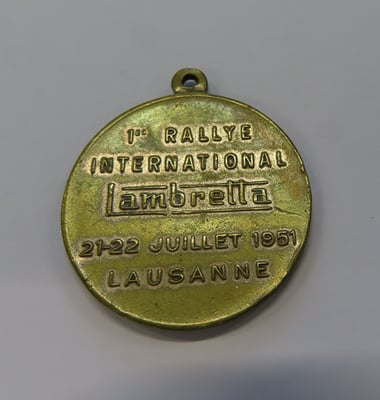 1er RALLYE
INTERNATIONAL
Lambretta
21-22 JUILLET 1951
LAUSANNE